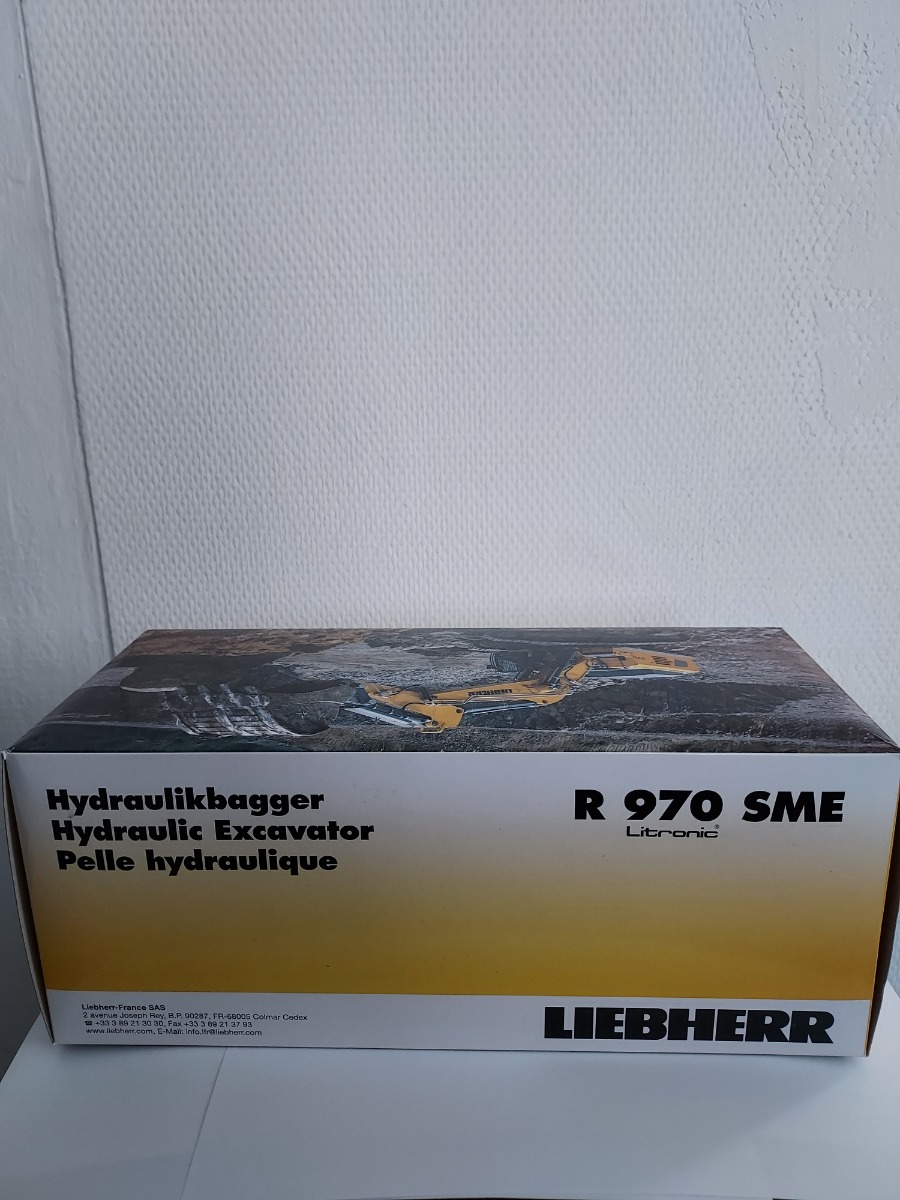 LIEBHERR
Hydraulikbagger
Hydraulic Excavator
Pelle hydraulique
R 970 SME
Litronic®
Liebherr-France SAS
2 avenue Joseph Rey, B.P. 90287, FR-68005 Colmar Cedex
☎ +33 3 89 21 30 30, Fax +33 3 89 21 37 93
www.liebherr.com, E-Mail: info.lfr@liebherr.com
LIEBHERR